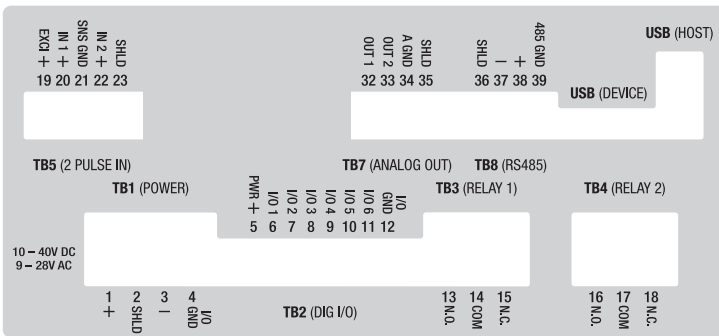 EXCI + 19
IN 1 + 20
SNS GND 21
IN 2 + 22
SHLD 23
OUT 1 32
OUT 2 33
A GND 34
SHLD 35
SHLD 36
– 37
+ 38
485 GND 39
USB (HOST)
USB (DEVICE)
TB5 (2 PULSE IN)
TB7 (ANALOG OUT)
TB8 (RS485)
TB1 (POWER)
PWR + 5
I/O 1 6
I/O 2 7
I/O 3 8
I/O 4 9
I/O 5 10
I/O 6 11
I/O GND 12
TB3 (RELAY 1)
TB4 (RELAY 2)
10 – 40V DC
9 – 28V AC
1 +
2 SHLD
3 –
4 I/O GND
TB2 (DIG I/O)
13 N.O.
14 COM
15 N.C.
16 N.O.
17 COM
18 N.C.